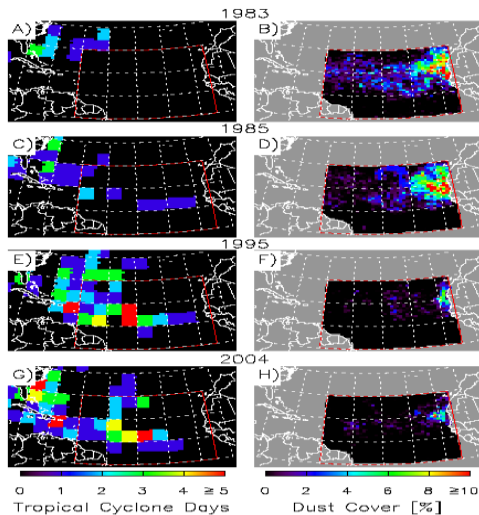 1983
A) B)
1985
C) D)
1995
E) F)
2004
G) H)
0 1 2 3 4 ≥5 0 2 4 6 8 ≥10
Tropical Cyclone Days Dust Cover [%]